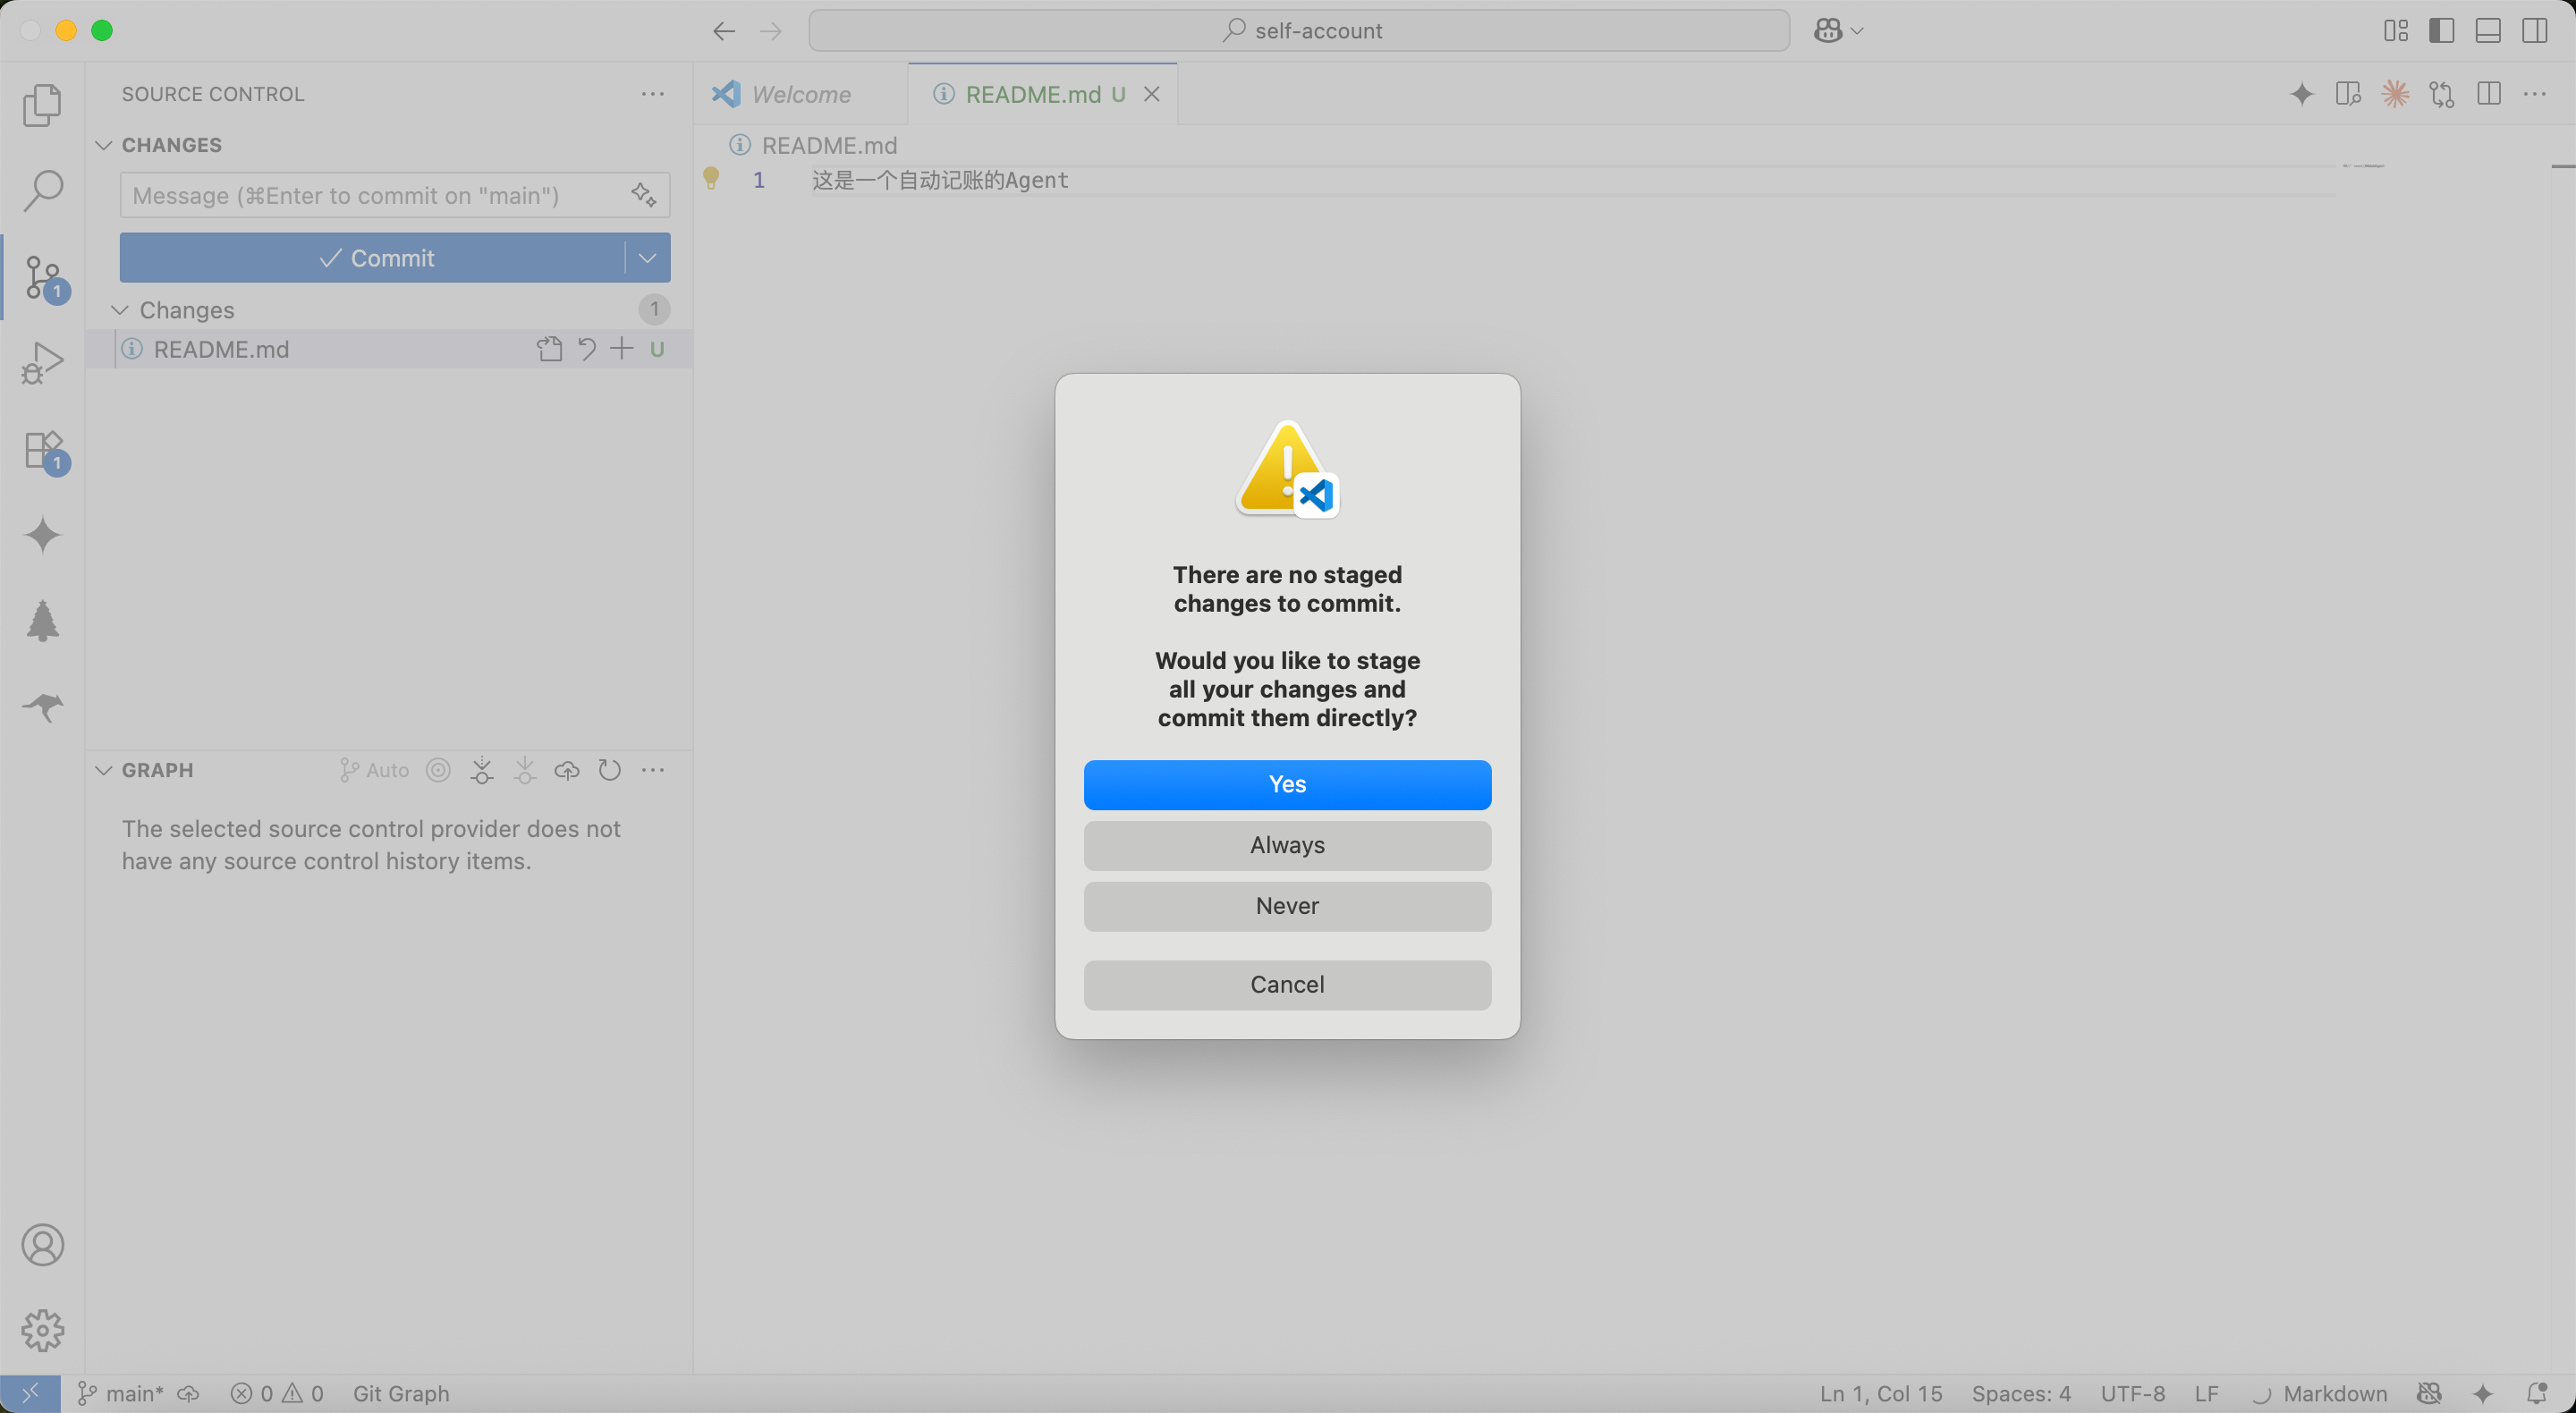 self-account
SOURCE CONTROL
CHANGES
Message (⌘Enter to commit on "main")
Commit
Changes
1
README.md
U
1
1
GRAPH
Auto
The selected source control provider does not
have any source control history items.
Welcome
README.md U
README.md
1 这是一个自动记账的Agent
There are no staged
changes to commit.
Would you like to stage
all your changes and
commit them directly?
Yes
Always
Never
Cancel
main* 0 0 Git Graph
Ln 1, Col 15 Spaces: 4 UTF-8 LF Markdown